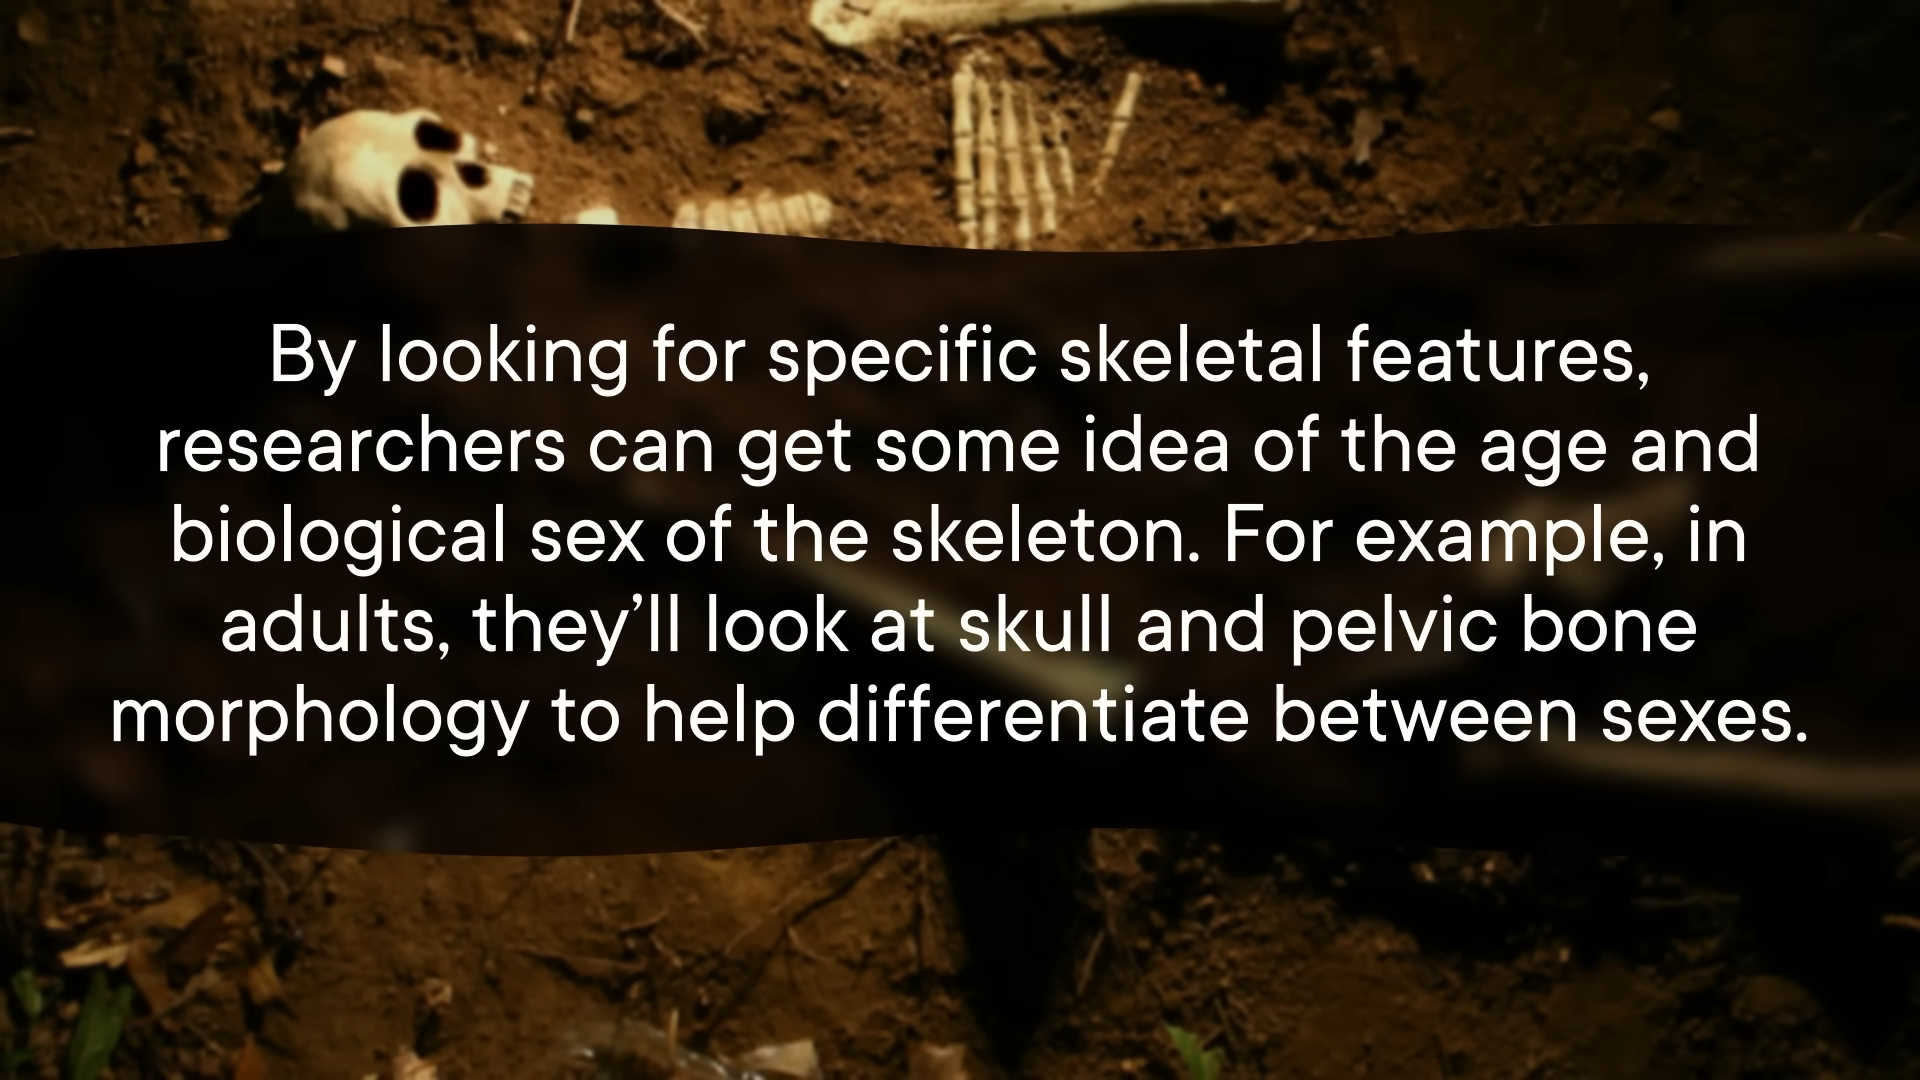 By looking for specific skeletal features,
researchers can get some idea of the age and
biological sex of the skeleton. For example, in
adults, they’ll look at skull and pelvic bone
morphology to help differentiate between sexes.